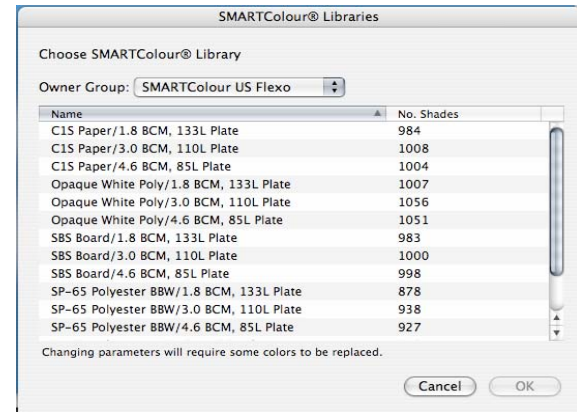 SMARTColour® Libraries
Choose SMARTColour® Library
Owner Group: SMARTColour US Flexo
Name No. Shades
C1S Paper/1.8 BCM, 133L Plate 984
C1S Paper/3.0 BCM, 110L Plate 1008
C1S Paper/4.6 BCM, 85L Plate 1004
Opaque White Poly/1.8 BCM, 133L Plate 1007
Opaque White Poly/3.0 BCM, 110L Plate 1056
Opaque White Poly/4.6 BCM, 85L Plate 1051
SBS Board/1.8 BCM, 133L Plate 983
SBS Board/3.0 BCM, 110L Plate 1000
SBS Board/4.6 BCM, 85L Plate 998
SP-65 Polyester BBW/1.8 BCM, 133L Plate 878
SP-65 Polyester BBW/3.0 BCM, 110L Plate 938
SP-65 Polyester BBW/4.6 BCM, 85L Plate 927
Changing parameters will require some colors to be replaced.
Cancel OK